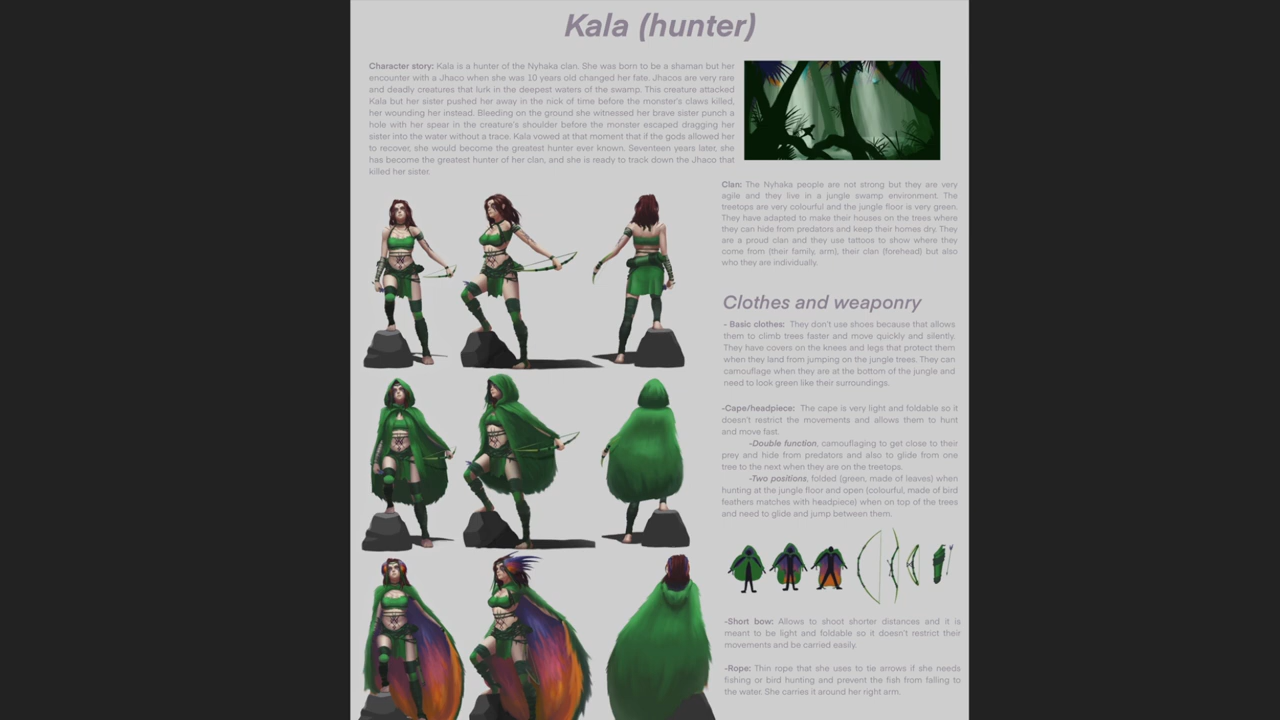 Kala (hunter)
Character story: Kala is a hunter of the Nyhaka clan. She was born to be a shaman but her
encounter with a Jhaco when she was 10 years old changed her fate. Jhacos are very rare
and deadly creatures that lurk in the deepest waters of the swamp. This creature attacked
Kala but her sister pushed her away in the nick of time before the monster's claws killed,
her wounding her instead. Bleeding on the ground she witnessed her brave sister punch a
hole with her spear in the creature's shoulder before the monster escaped dragging her
sister into the water without a trace. Kala vowed at that moment that if the gods allowed her
to recover, she would become the greatest hunter ever known. Seventeen years later, she
has become the greatest hunter of her clan, and she is ready to track down the Jhaco that
killed her sister.
Clan: The Nyhaka people are not strong but they are very
agile and they live in a jungle swamp environment. The
treetops are very colourful and the jungle floor is very green.
They have adapted to make their houses on the trees where
they can hide from predators and keep their homes dry. They
are a proud clan and they use tattoos to show where they
come from (their family, arm), their clan (forehead) but also
who they are individually.
Clothes and weaponry
- Basic clothes: They don't use shoes because that allows
them to climb trees faster and move quickly and silently.
They have covers on the knees and legs that protect them
when they land from jumping on the jungle trees. They can
camouflage when they are at the bottom of the jungle and
need to look green like their surroundings.
-Cape/headpiece: The cape is very light and foldable so it
doesn't restrict the movements and allows them to hunt
and move fast.
-Double function, camouflaging to get close to their
prey and hide from predators and also to glide from one
tree to the next when they are on the treetops.
-Two positions, folded (green, made of leaves) when
hunting at the jungle floor and open (colourful, made of bird
feathers matches with headpiece) when on top of the trees
and need to glide and jump between them.
-Short bow: Allows to shoot shorter distances and it is
meant to be light and foldable so it doesn't restrict their
movements and be carried easily.
-Rope: Thin rope that she uses to tie arrows if she needs
fishing or bird hunting and prevent the fish from falling to
the water. She carries it around her right arm.